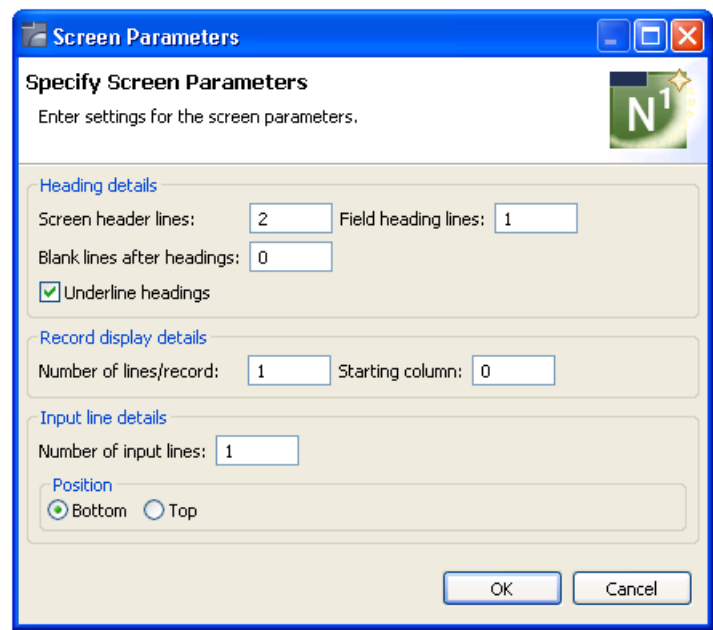 Screen Parameters
Specify Screen Parameters
Enter settings for the screen parameters.
N1
Heading details
Screen header lines: 2 Field heading lines: 1
Blank lines after headings: 0
Underline headings
Record display details
Number of lines/record: 1 Starting column: 0
Input line details
Number of input lines: 1
Position
Bottom Top
OK Cancel